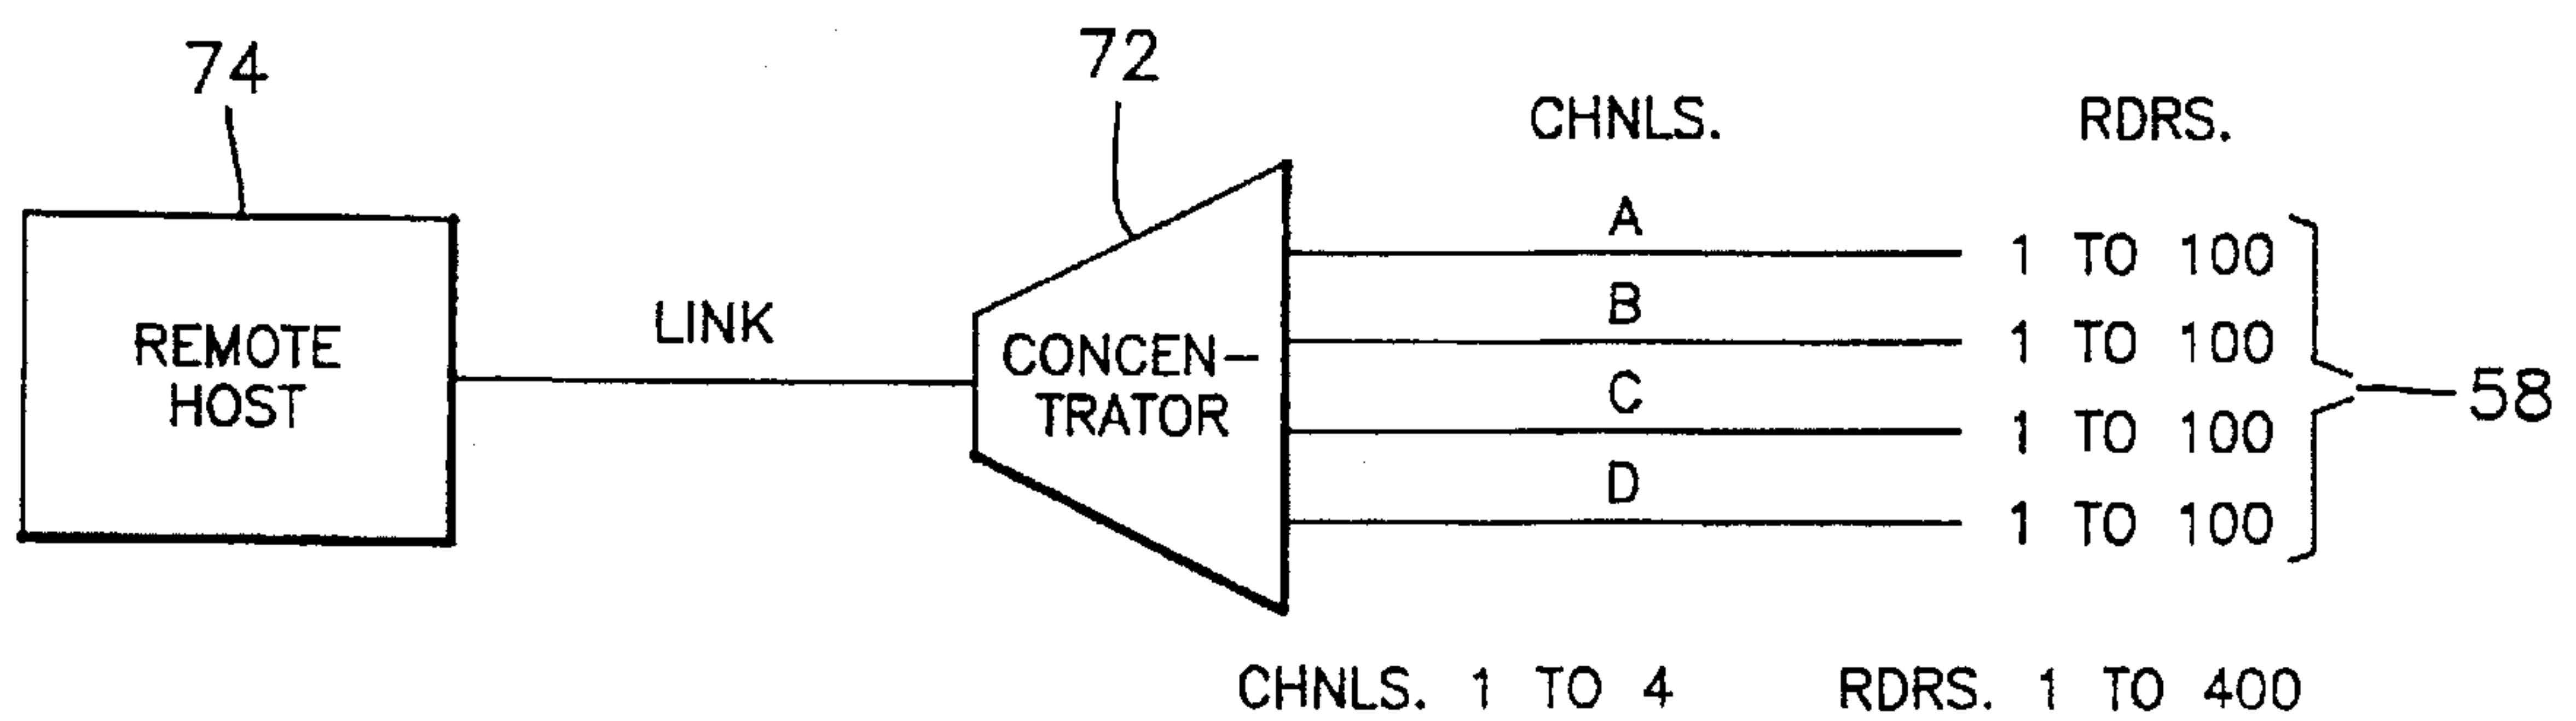 74
72
CHNLS.
RDRS.
A
1 TO 100
B
1 TO 100
C
1 TO 100
D
1 TO 100
58
REMOTE
HOST
LINK
CONCEN-
TRATOR
CHNLS. 1 TO 4
RDRS. 1 TO 400